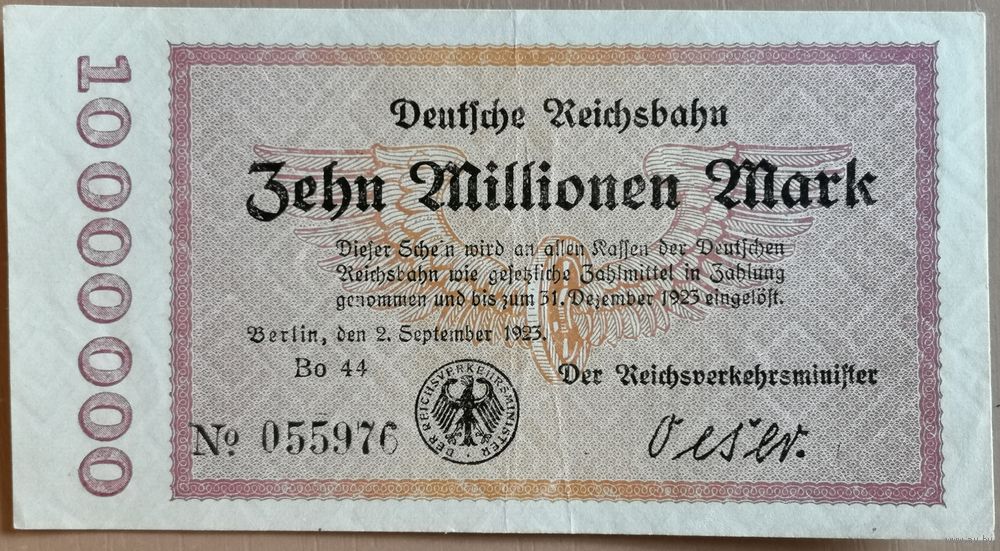 10000000
Deutsche Reichsbahn
Zehn Millionen Mark
Dieser Schein wird an allen Kassen der Deutschen
Reichsbahn wie gesetzliche Zahlmittel in Zahlung
genommen und bis zum 31. Dezember 1923 eingelöst.
Berlin, den 2. September 1923.
Bo 44
Der Reichsverkehrsminister
No 055976
DER REICHSVERKEHRSMINISTER
Oeser.